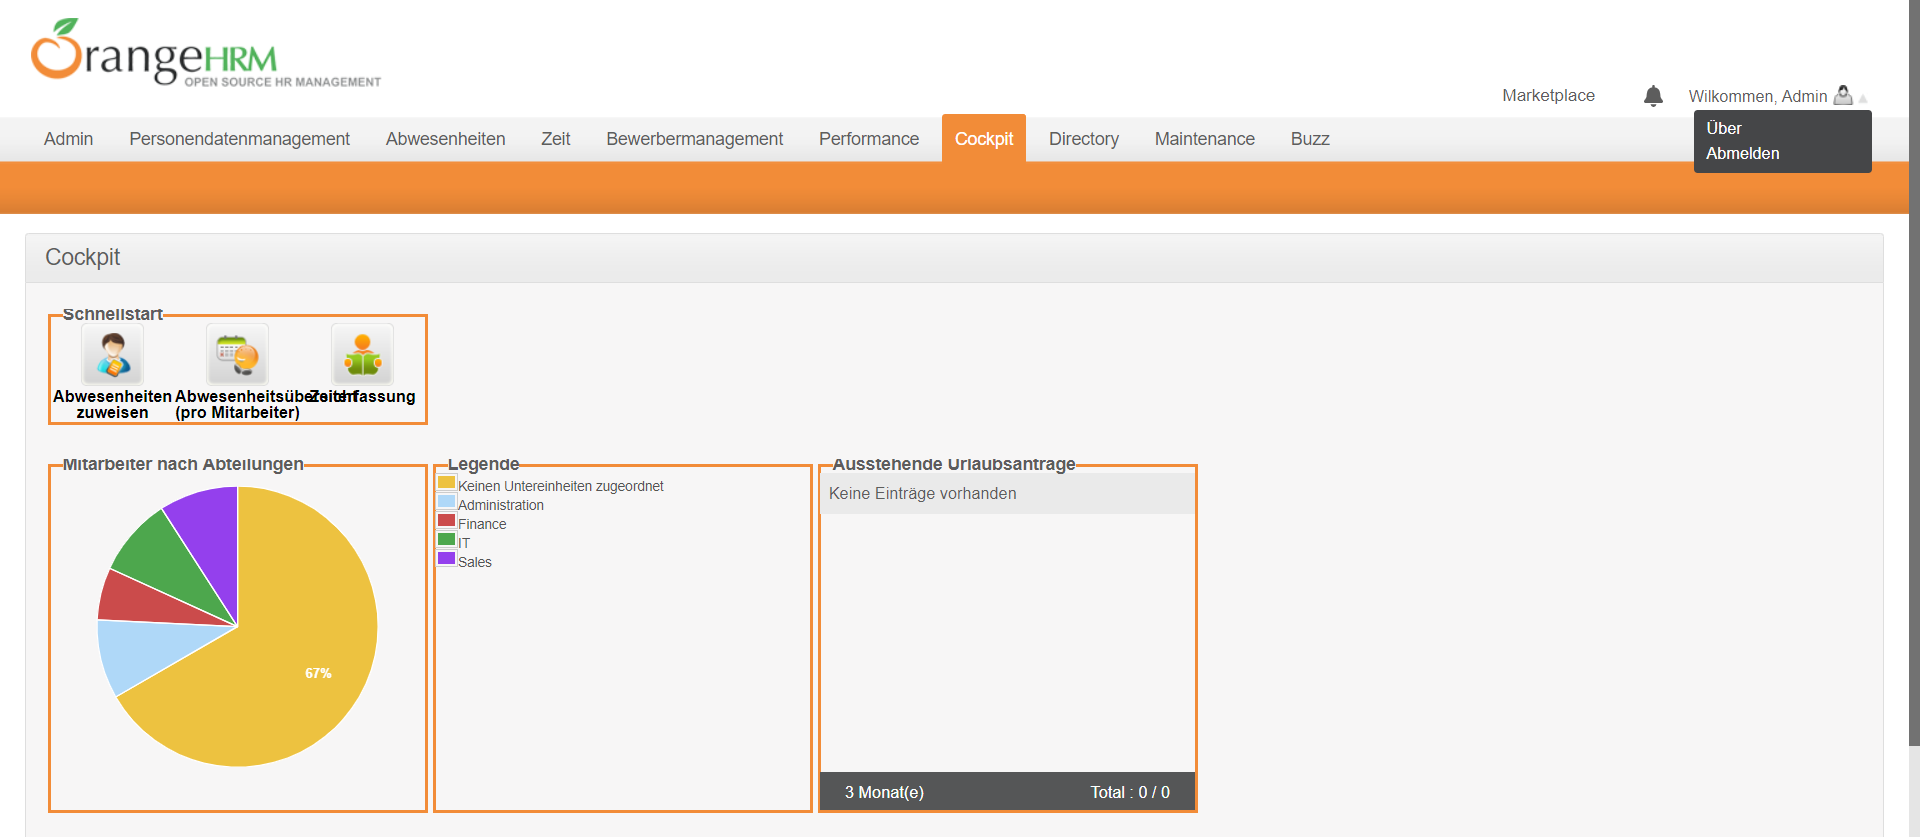 OrangeHRM
OPEN SOURCE HR MANAGEMENT
Marketplace
Wilkommen, Admin
Über
Abmelden
Admin Personendatenmanagement Abwesenheiten Zeit Bewerbermanagement Performance Cockpit Directory Maintenance Buzz
Cockpit
Schnellstart
Abwesenheiten
zuweisen
Abwesenheitsübersicht
(pro Mitarbeiter)
Zeiterfassung
Mitarbeiter nach Abteilungen
67%
Legende
Keinen Untereinheiten zugeordnet
Administration
Finance
IT
Sales
Ausstehende Urlaubsanträge
Keine Einträge vorhanden
3 Monat(e)
Total : 0 / 0